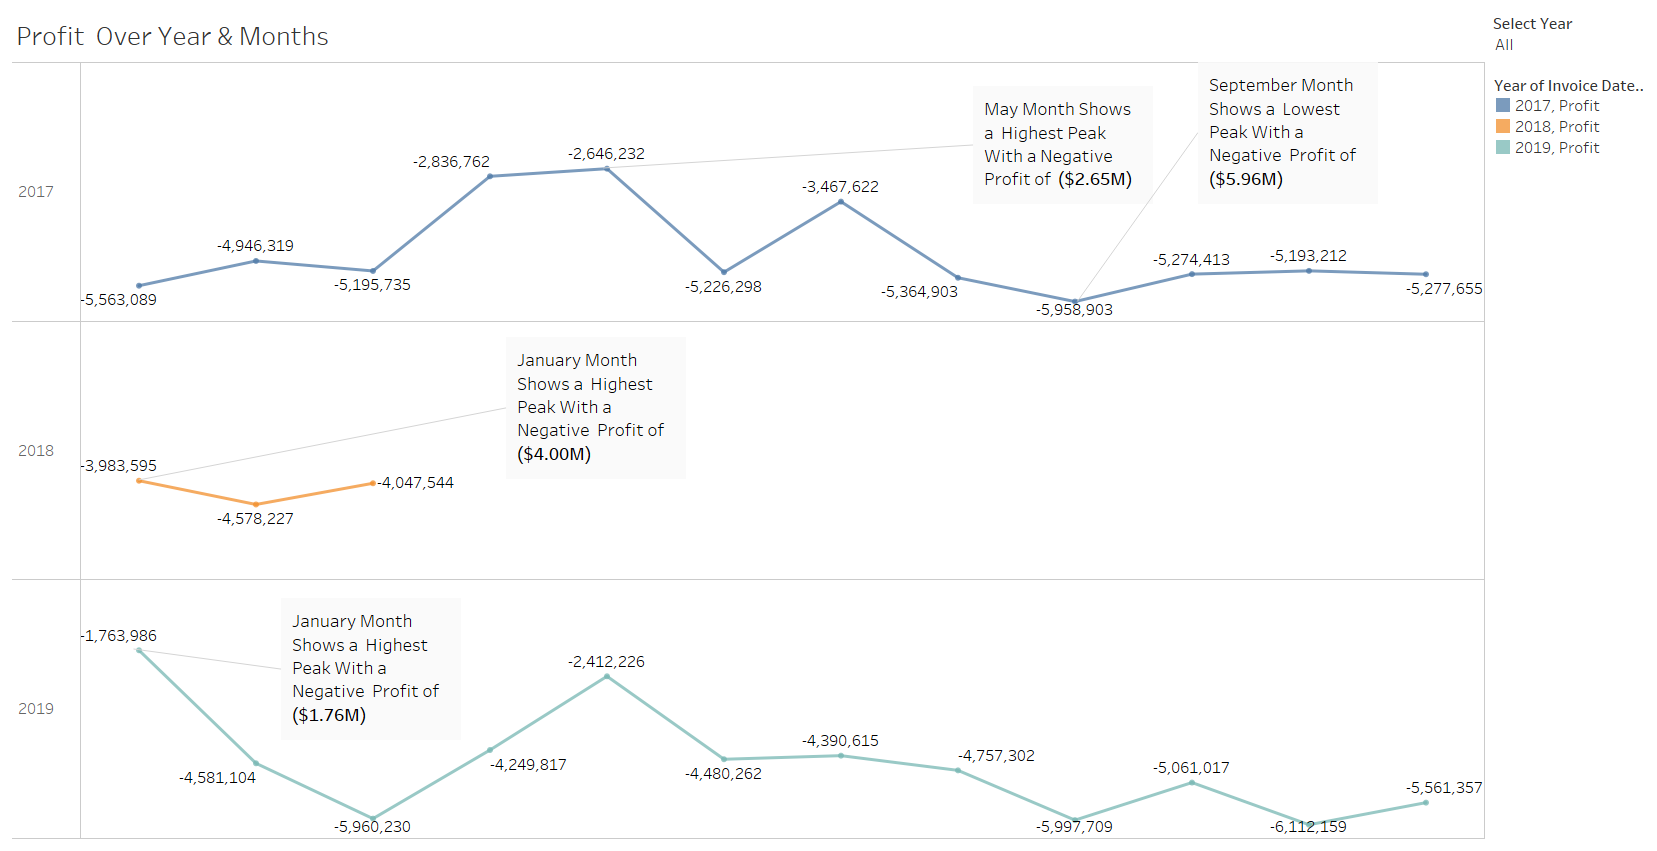 Profit  Over Year & Months
Select Year
All
Year of Invoice Date..
2017, Profit
2018, Profit
2019, Profit
2017
-5,563,089
-4,946,319
-5,195,735
-2,836,762
-2,646,232
-5,226,298
-3,467,622
-5,364,903
-5,958,903
-5,274,413
-5,193,212
-5,277,655
May Month Shows
a  Highest Peak
With a Negative
Profit of  ($2.65M)
September Month
Shows a  Lowest
Peak With a
Negative  Profit of
($5.96M)
2018
-3,983,595
-4,578,227
-4,047,544
January Month
Shows a  Highest
Peak With a
Negative  Profit of
($4.00M)
2019
-1,763,986
-4,581,104
-5,960,230
-4,249,817
-2,412,226
-4,480,262
-4,390,615
-4,757,302
-5,997,709
-5,061,017
-6,112,159
-5,561,357
January Month
Shows a  Highest
Peak With a
Negative  Profit of
($1.76M)